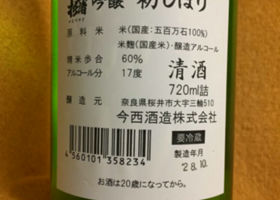 吟醸 初しぼり
原料米 米(国産:五百万石100%)
米麹(国産米)・醸造アルコール
精米歩合 60%
アルコール分 17度
清酒
720ml詰
醸造元 奈良県桜井市大字三輪510
今西酒造株式会社
要冷蔵
製造年月
28.10.
4560101358234
お酒は20歳になってから。